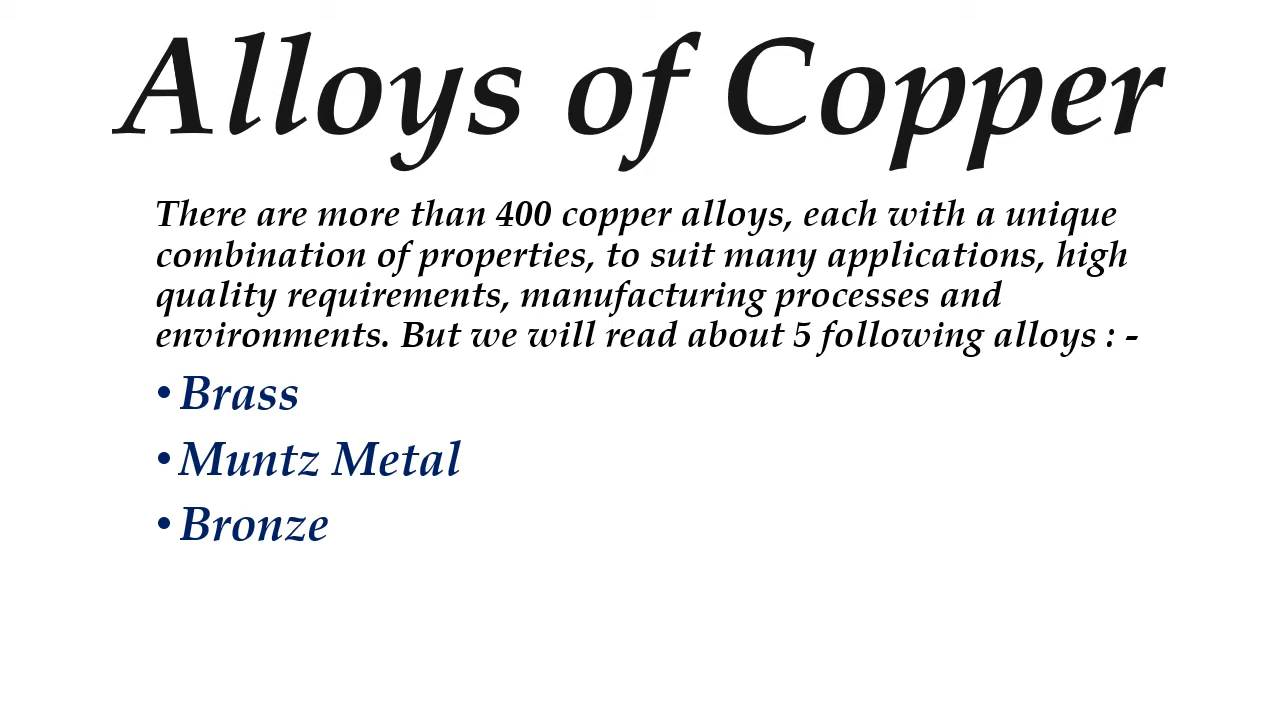 Alloys of Copper
There are more than 400 copper alloys, each with a unique
combination of properties, to suit many applications, high
quality requirements, manufacturing processes and
environments. But we will read about 5 following alloys : -
• Brass
• Muntz Metal
• Bronze